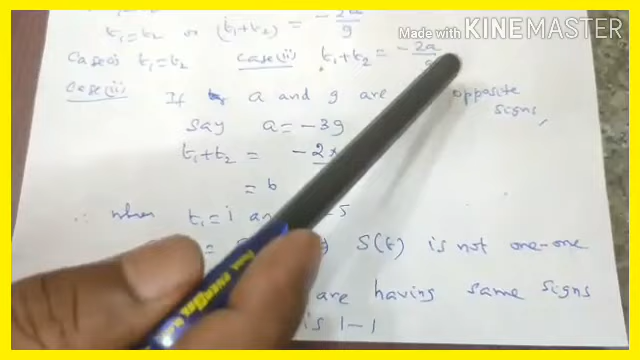 Made with KINEMASTER
t₁=t₂ or (t₁+t₂) = -2a/g
Case(i) t₁=t₂ Case(ii) t₁+t₂ = -2a/g
Case(ii) If a and g are opposite signs,
Say a = -3g
t₁+t₂ = -2×
= 6
∴ when t₁=1 an 5
= S(t) is not one-one
are having same signs
is 1-1